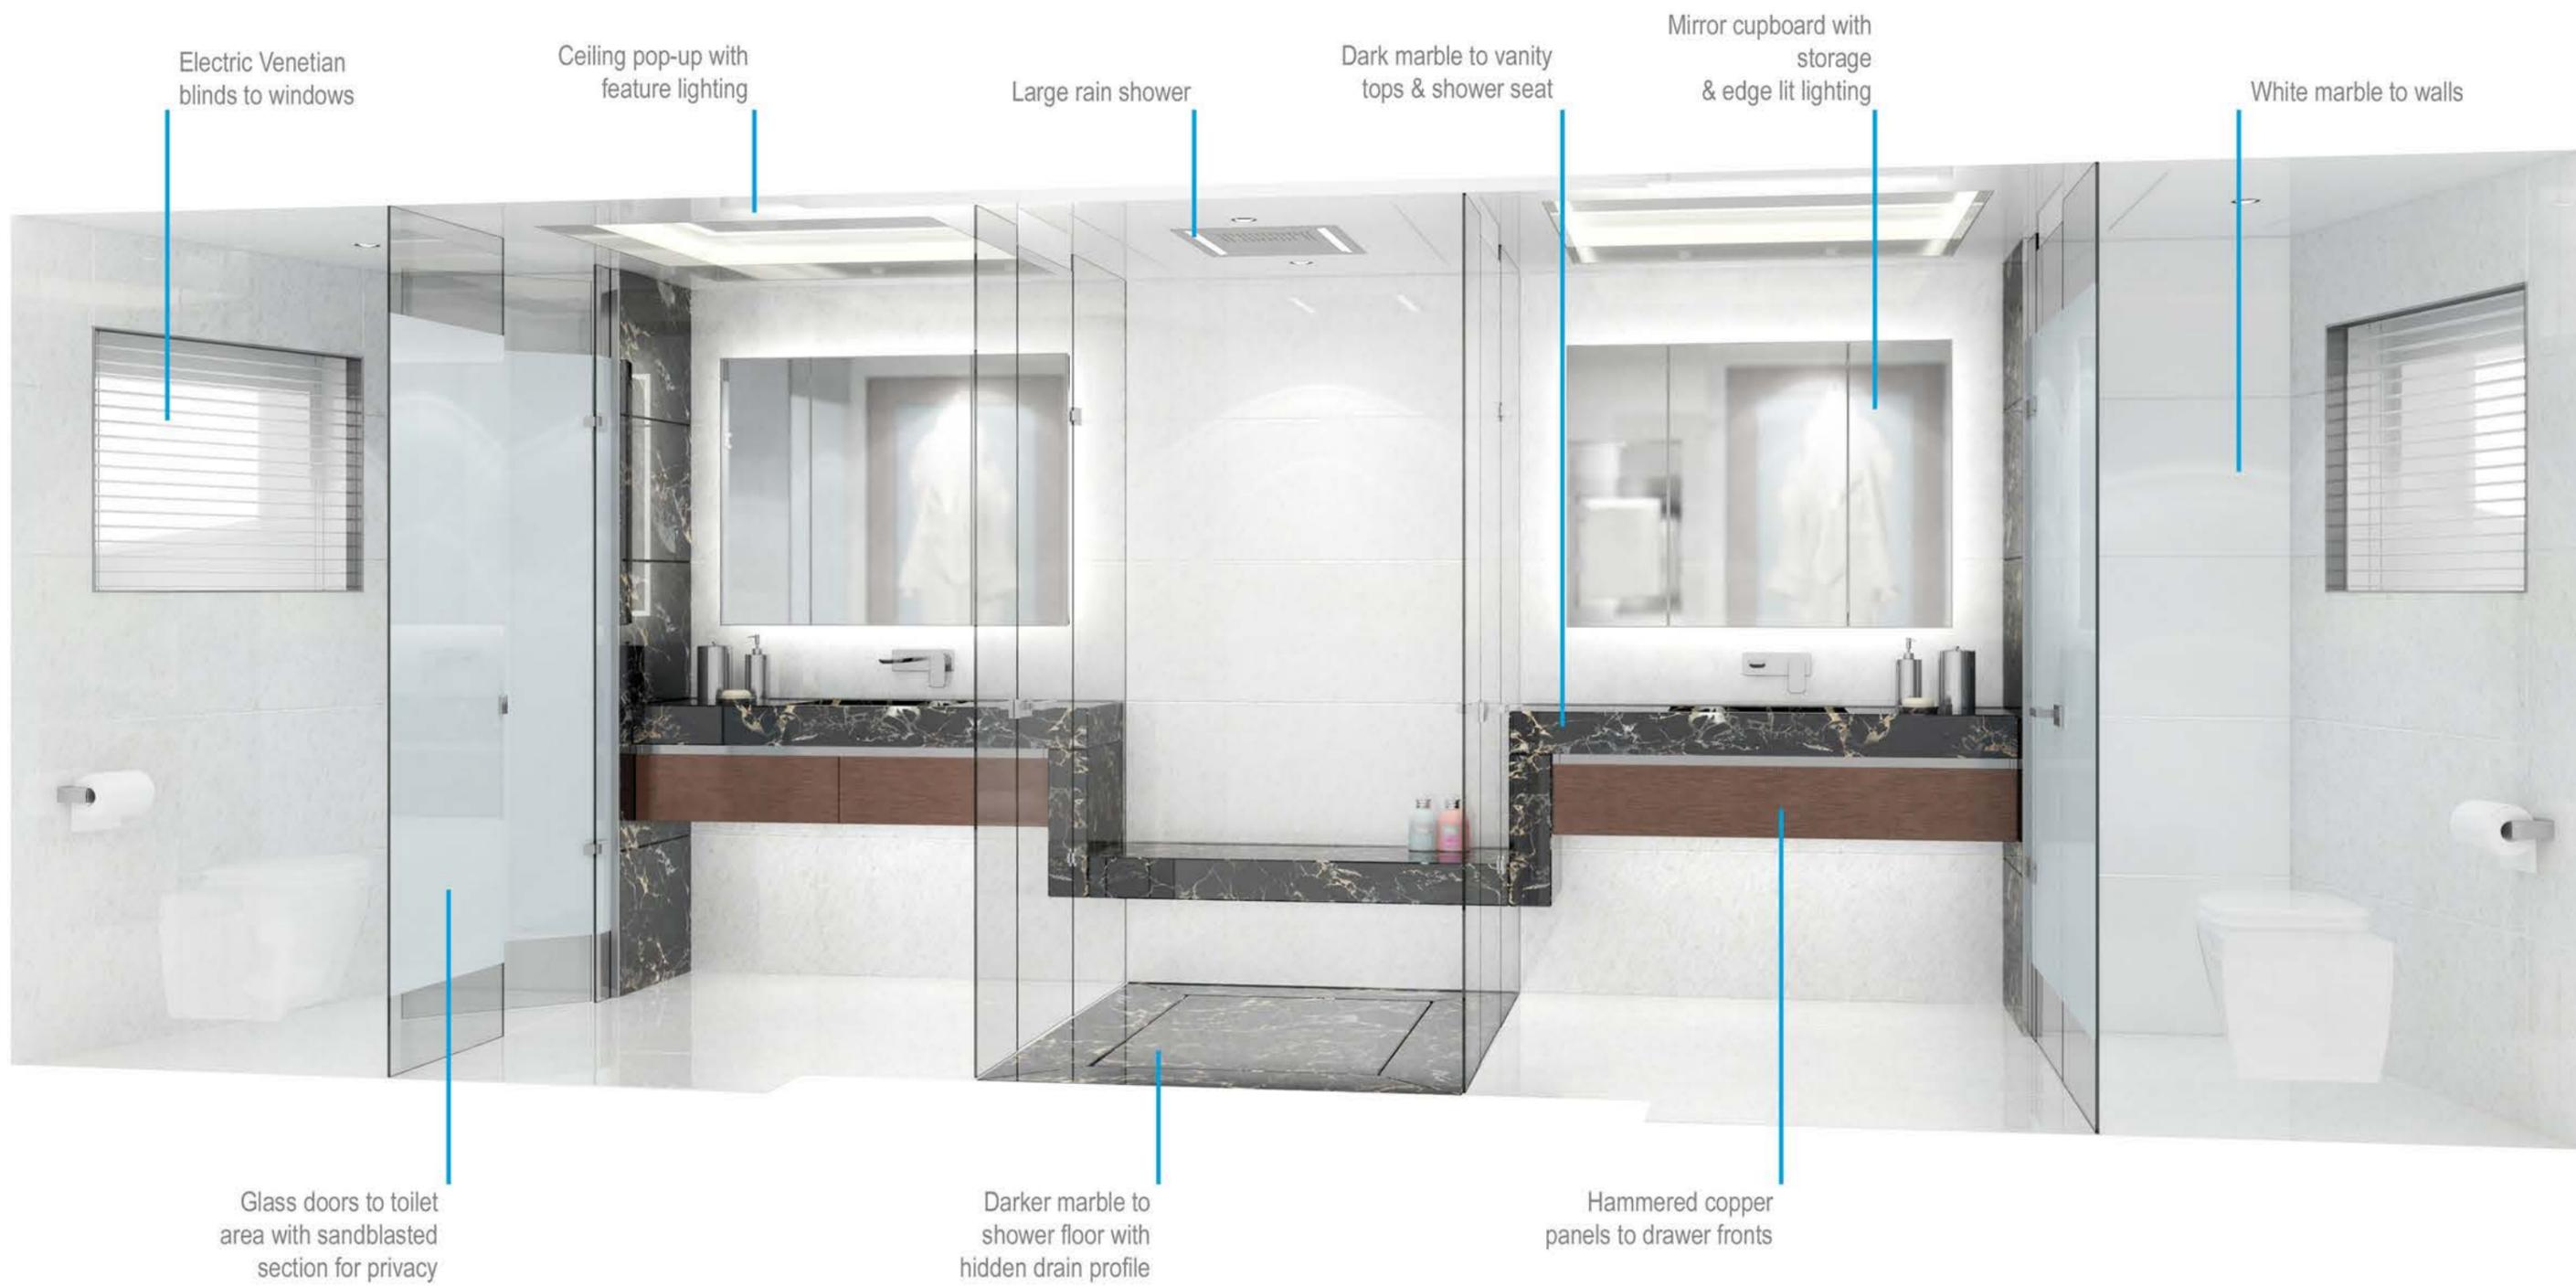 Electric Venetian
blinds to windows
Ceiling pop-up with
feature lighting
Large rain shower
Dark marble to vanity
tops & shower seat
Mirror cupboard with
storage
& edge lit lighting
White marble to walls
Glass doors to toilet
area with sandblasted
section for privacy
Darker marble to
shower floor with
hidden drain profile
Hammered copper
panels to drawer fronts